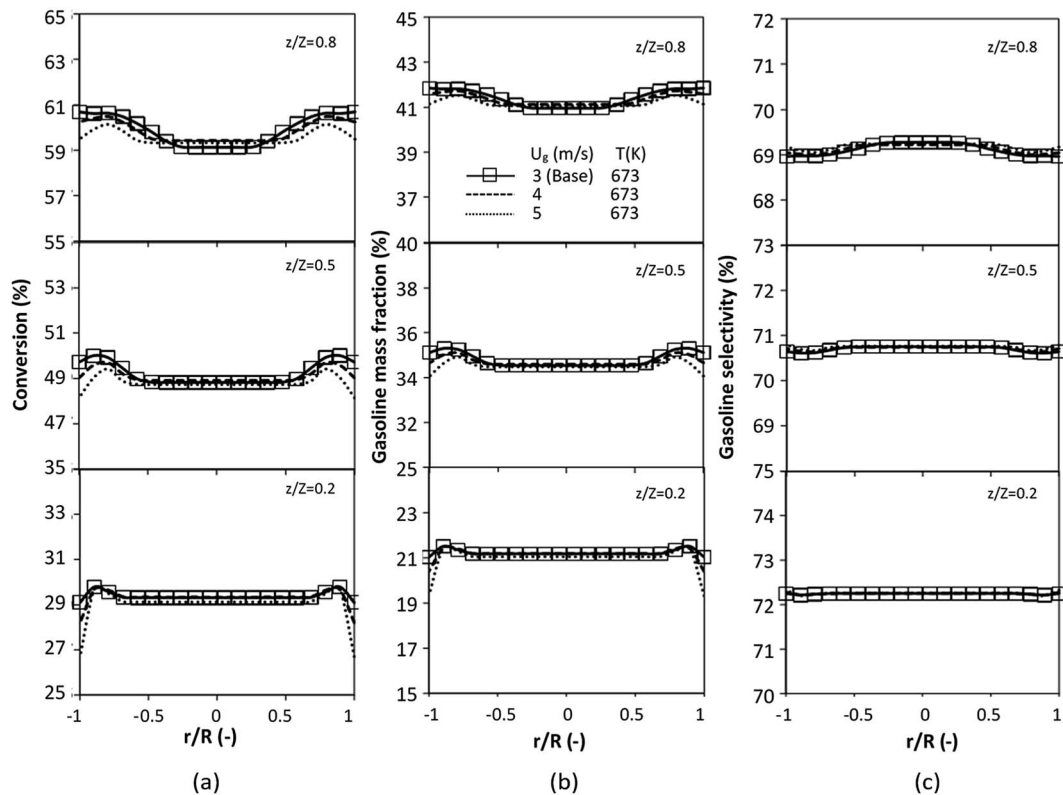 Conversion (%)
65
63
61
59
57
55
z/Z=0.8
53
51
49
47
35
z/Z=0.5
33
31
29
27
25
z/Z=0.2
-1 -0.5 0 0.5 1
r/R (-)
(a)
Gasoline mass fraction (%)
45
43
41
39
37
40
z/Z=0.8
Ug (m/s) T(K)
3 (Base) 673
4 673
5 673
38
36
34
32
25
z/Z=0.5
23
21
19
17
15
z/Z=0.2
-1 -0.5 0 0.5 1
r/R (-)
(b)
Gasoline selectivity (%)
72
71
70
69
68
73
z/Z=0.8
72
71
70
69
75
z/Z=0.5
74
73
72
71
70
z/Z=0.2
-1 -0.5 0 0.5 1
r/R (-)
(c)